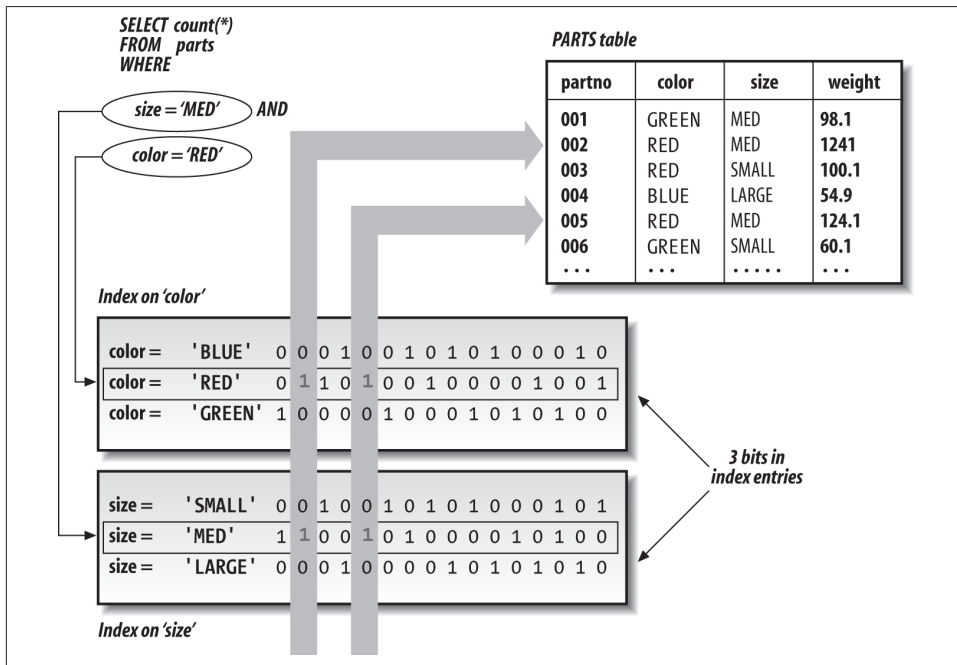 SELECT count(*)
FROM parts
WHERE
size = 'MED' AND
color = 'RED'
PARTS table
partno color size weight
001 GREEN MED 98.1
002 RED MED 1241
003 RED SMALL 100.1
004 BLUE LARGE 54.9
005 RED MED 124.1
006 GREEN SMALL 60.1
... ... ..... ...
Index on 'color'
color = 'BLUE' 0 0 0 1 0 0 1 0 1 0 1 0 0 0 1 0
color = 'RED' 0 1 1 0 1 0 0 1 0 0 0 0 1 0 0 1
color = 'GREEN' 1 0 0 0 0 1 0 0 0 1 0 1 0 1 0 0
3 bits in
index entries
size = 'SMALL' 0 0 1 0 0 1 0 1 0 1 0 0 0 1 0 1
size = 'MED' 1 1 0 0 1 0 1 0 0 0 0 1 0 1 0 0
size = 'LARGE' 0 0 0 1 0 0 0 0 1 0 1 0 1 0 1 0
Index on 'size'